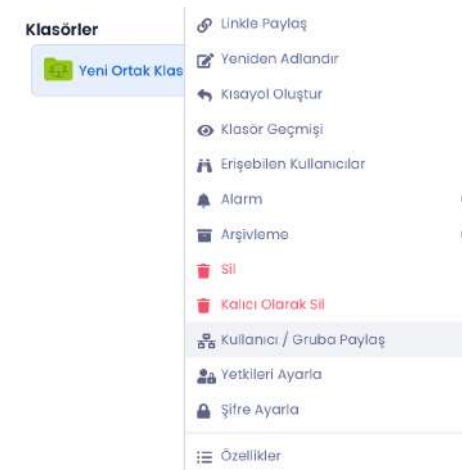 Klasörler
Yeni Ortak Klas
Linkle Paylaş
Yeniden Adlandır
Kısayol Oluştur
Klasör Geçmişi
Erişebilen Kullanıcılar
Alarm
Arşivleme
Sil
Kalıcı Olarak Sil
Kullanıcı / Gruba Paylaş
Yetkileri Ayarla
Şifre Ayarla
Özellikler